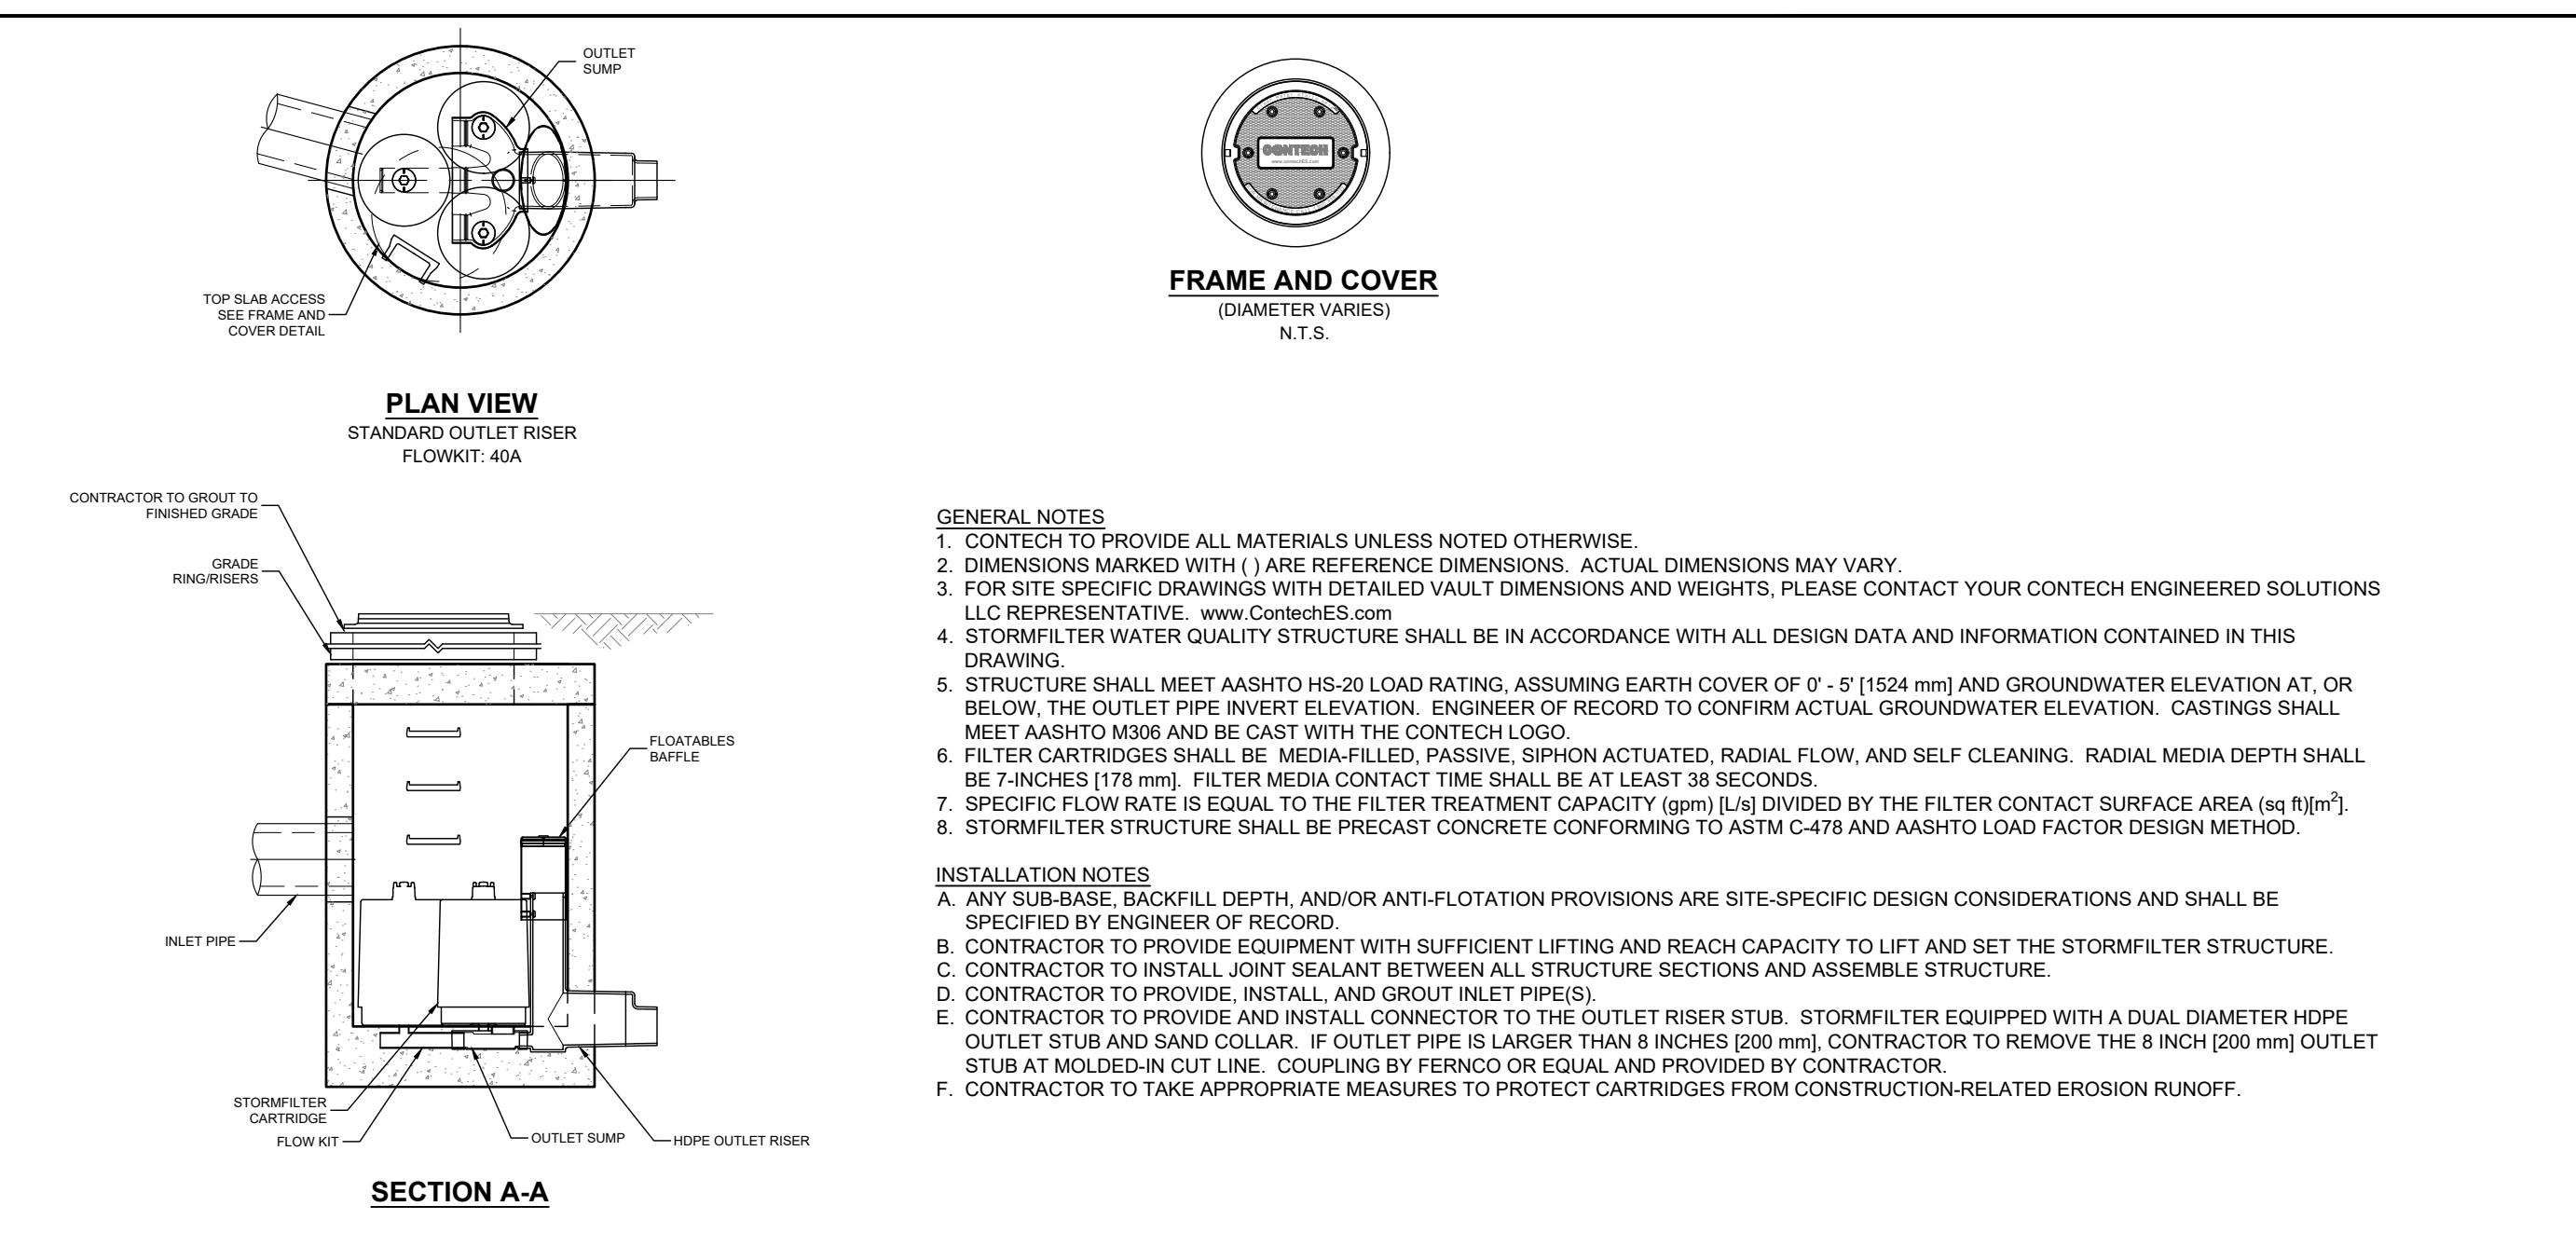 OUTLET
SUMP
TOP SLAB ACCESS
SEE FRAME AND
COVER DETAIL
PLAN VIEW
STANDARD OUTLET RISER
FLOWKIT: 40A
CONTECH
www.contechES.com
FRAME AND COVER
(DIAMETER VARIES)
N.T.S.
CONTRACTOR TO GROUT TO
FINISHED GRADE
GRADE
RING/RISERS
FLOATABLES
BAFFLE
INLET PIPE
STORMFILTER
CARTRIDGE
FLOW KIT
OUTLET SUMP
HDPE OUTLET RISER
SECTION A-A
GENERAL NOTES
1. CONTECH TO PROVIDE ALL MATERIALS UNLESS NOTED OTHERWISE.
2. DIMENSIONS MARKED WITH ( ) ARE REFERENCE DIMENSIONS. ACTUAL DIMENSIONS MAY VARY.
3. FOR SITE SPECIFIC DRAWINGS WITH DETAILED VAULT DIMENSIONS AND WEIGHTS, PLEASE CONTACT YOUR CONTECH ENGINEERED SOLUTIONS
LLC REPRESENTATIVE. www.ContechES.com
4. STORMFILTER WATER QUALITY STRUCTURE SHALL BE IN ACCORDANCE WITH ALL DESIGN DATA AND INFORMATION CONTAINED IN THIS
DRAWING.
5. STRUCTURE SHALL MEET AASHTO HS-20 LOAD RATING, ASSUMING EARTH COVER OF 0' - 5' [1524 mm] AND GROUNDWATER ELEVATION AT, OR
BELOW, THE OUTLET PIPE INVERT ELEVATION. ENGINEER OF RECORD TO CONFIRM ACTUAL GROUNDWATER ELEVATION. CASTINGS SHALL
MEET AASHTO M306 AND BE CAST WITH THE CONTECH LOGO.
6. FILTER CARTRIDGES SHALL BE MEDIA-FILLED, PASSIVE, SIPHON ACTUATED, RADIAL FLOW, AND SELF CLEANING. RADIAL MEDIA DEPTH SHALL
BE 7-INCHES [178 mm]. FILTER MEDIA CONTACT TIME SHALL BE AT LEAST 38 SECONDS.
7. SPECIFIC FLOW RATE IS EQUAL TO THE FILTER TREATMENT CAPACITY (gpm) [L/s] DIVIDED BY THE FILTER CONTACT SURFACE AREA (sq ft)[m²].
8. STORMFILTER STRUCTURE SHALL BE PRECAST CONCRETE CONFORMING TO ASTM C-478 AND AASHTO LOAD FACTOR DESIGN METHOD.
INSTALLATION NOTES
A. ANY SUB-BASE, BACKFILL DEPTH, AND/OR ANTI-FLOTATION PROVISIONS ARE SITE-SPECIFIC DESIGN CONSIDERATIONS AND SHALL BE
SPECIFIED BY ENGINEER OF RECORD.
B. CONTRACTOR TO PROVIDE EQUIPMENT WITH SUFFICIENT LIFTING AND REACH CAPACITY TO LIFT AND SET THE STORMFILTER STRUCTURE.
C. CONTRACTOR TO INSTALL JOINT SEALANT BETWEEN ALL STRUCTURE SECTIONS AND ASSEMBLE STRUCTURE.
D. CONTRACTOR TO PROVIDE, INSTALL, AND GROUT INLET PIPE(S).
E. CONTRACTOR TO PROVIDE AND INSTALL CONNECTOR TO THE OUTLET RISER STUB. STORMFILTER EQUIPPED WITH A DUAL DIAMETER HDPE
OUTLET STUB AND SAND COLLAR. IF OUTLET PIPE IS LARGER THAN 8 INCHES [200 mm], CONTRACTOR TO REMOVE THE 8 INCH [200 mm] OUTLET
STUB AT MOLDED-IN CUT LINE. COUPLING BY FERNCO OR EQUAL AND PROVIDED BY CONTRACTOR.
F. CONTRACTOR TO TAKE APPROPRIATE MEASURES TO PROTECT CARTRIDGES FROM CONSTRUCTION-RELATED EROSION RUNOFF.